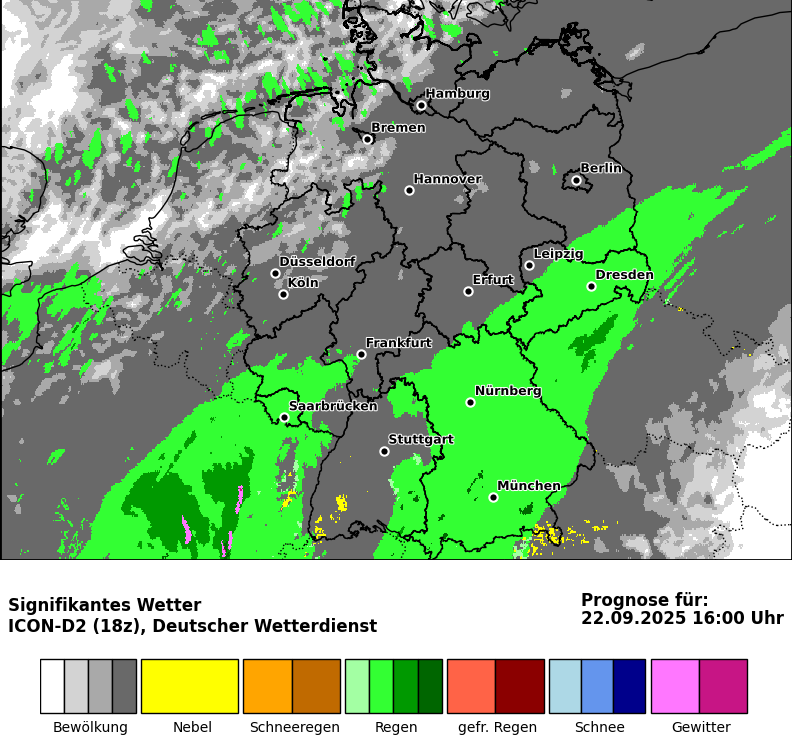 Hamburg
Bremen
Berlin
Hannover
Leipzig
Düsseldorf
Dresden
Köln
Erfurt
Frankfurt
Nürnberg
Saarbrücken
Stuttgart
München
Signifikantes Wetter
ICON-D2 (18z), Deutscher Wetterdienst
Prognose für:
22.09.2025 16:00 Uhr
Bewölkung
Nebel
Schneeregen
Regen
gefr. Regen
Schnee
Gewitter